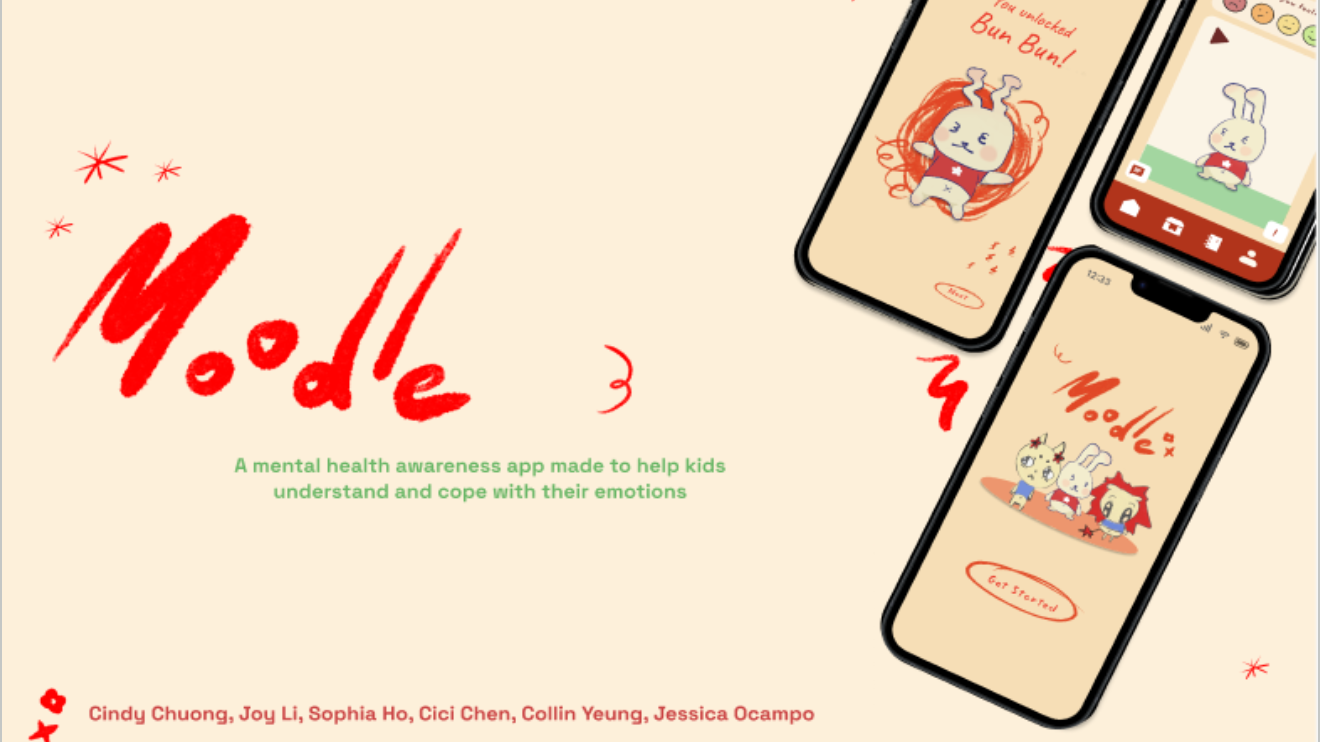 Moodle
A mental health awareness app made to help kids
understand and cope with their emotions
Cindy Chuong, Joy Li, Sophia Ho, Cici Chen, Collin Yeung, Jessica Ocampo
You unlocked
Bun Bun!
Next
12:33
Moodle
Get Started